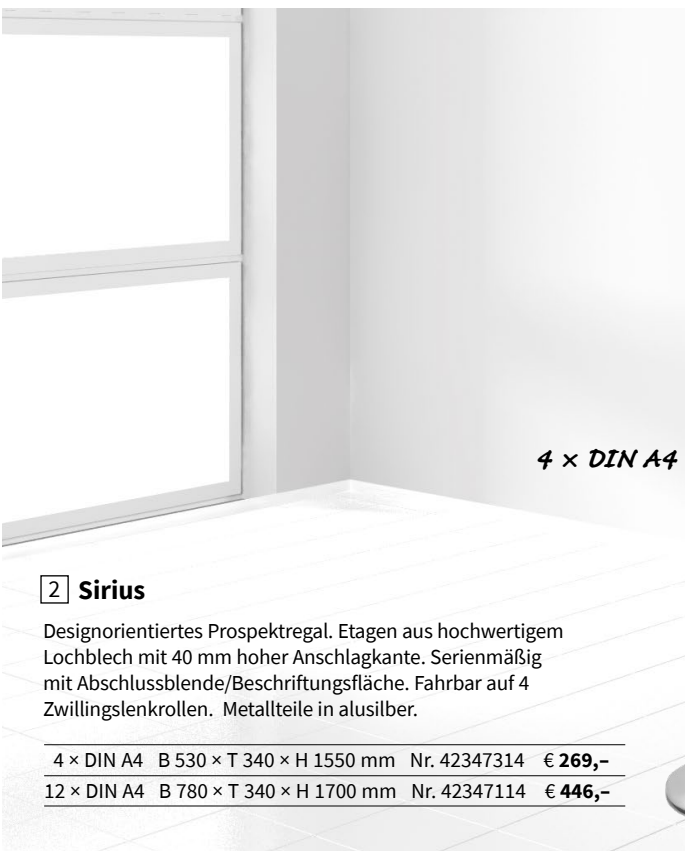 4 × DIN A4
2 Sirius
Designorientiertes Prospektregal. Etagen aus hochwertigem
Lochblech mit 40 mm hoher Anschlagkante. Serienmäßig
mit Abschlussblende/Beschriftungsfläche. Fahrbar auf 4
Zwillingslenkrollen. Metallteile in alusilber.
4 × DIN A4 B 530 × T 340 × H 1550 mm Nr. 42347314 € 269,–
12 × DIN A4 B 780 × T 340 × H 1700 mm Nr. 42347114 € 446,–